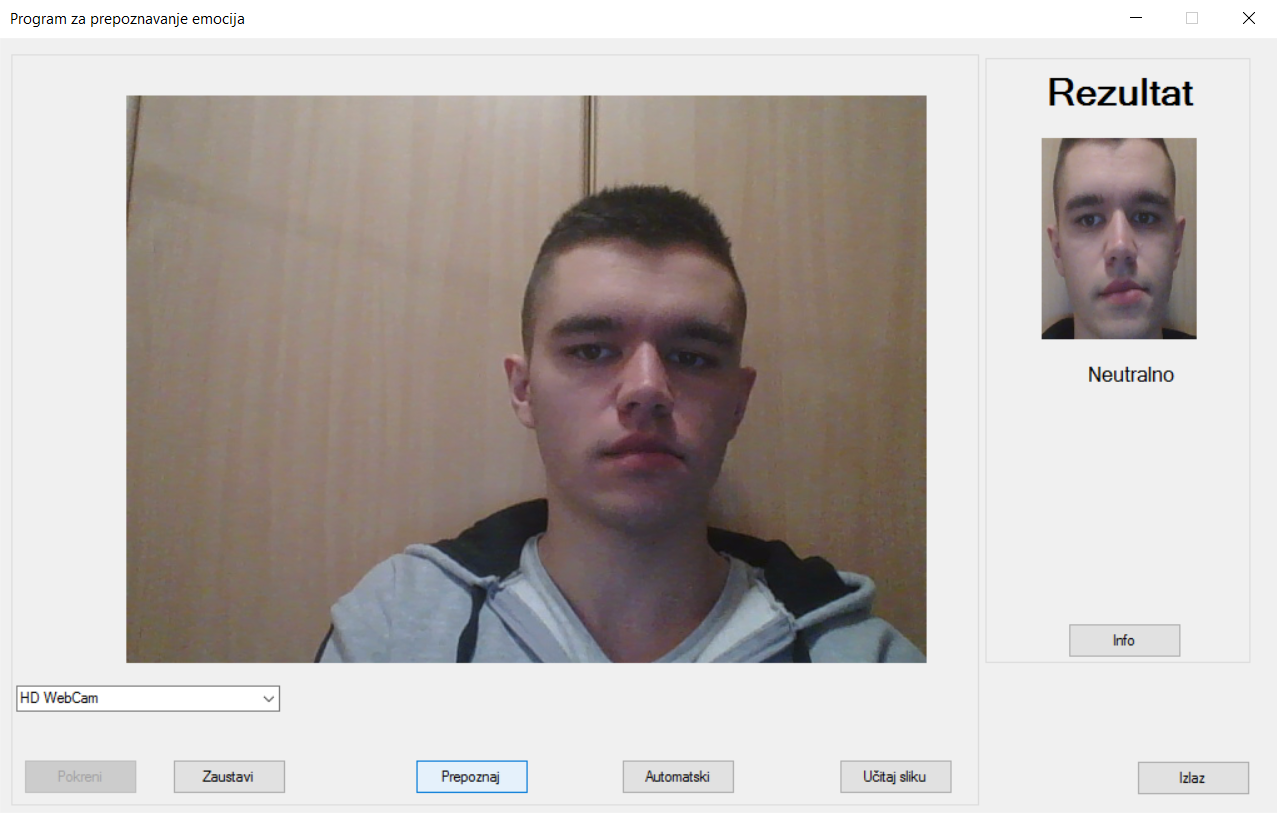 Program za prepoznavanje emocija
Rezultat
Neutralno
Info
HD WebCam
Pokreni
Zaustavi
Prepoznaj
Automatski
Učitaj sliku
Izlaz